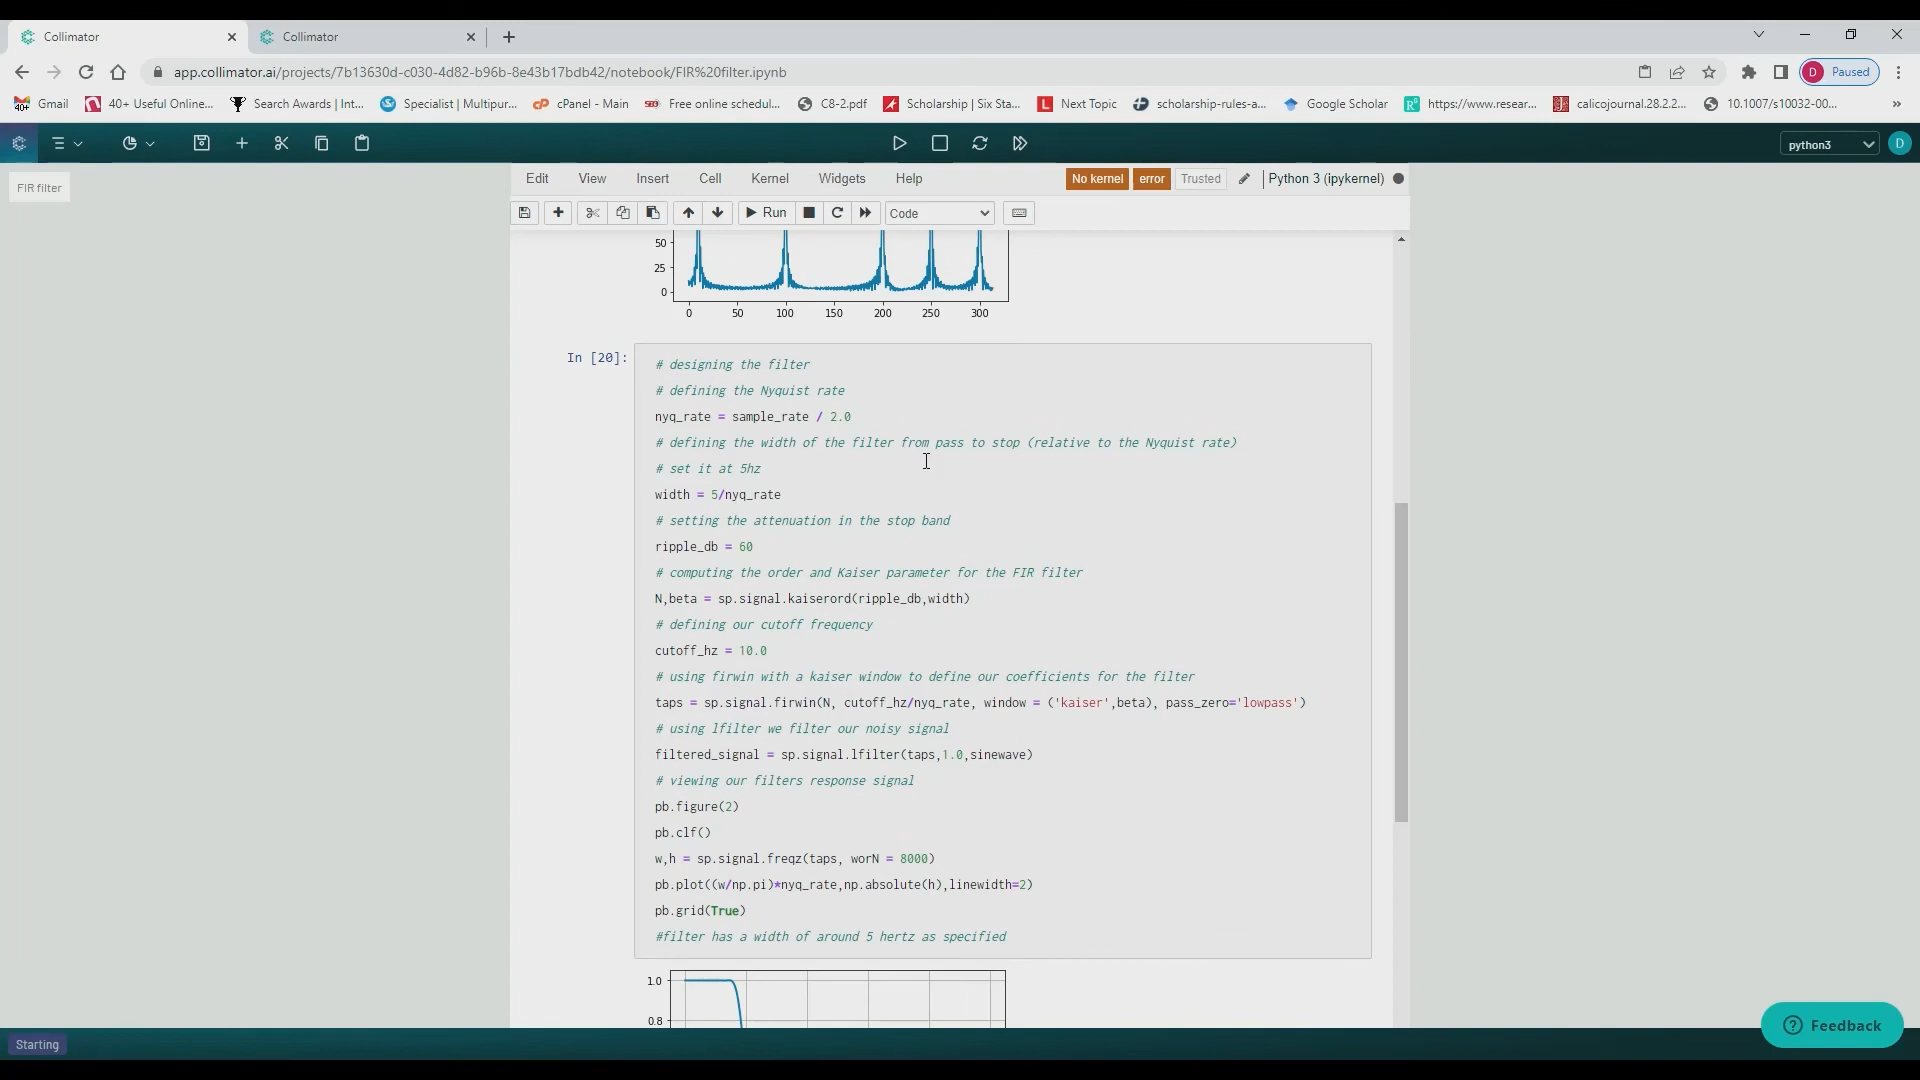 Collimator
Collimator
app.collimator.ai/projects/7b13630d-c030-4d82-b96b-8e43b17bdb42/notebook/FIR%20filter.ipynb
D Paused
40+ Gmail
40+ Useful Online...
Search Awards | Int...
Specialist | Multipur...
cPanel - Main
Free online schedul...
C8-2.pdf
Scholarship | Six Sta...
Next Topic
scholarship-rules-a...
Google Scholar
https://www.resear...
calicojournal.28.2.2...
10.1007/s10032-00...
»
python3
D
FIR filter
Edit View Insert Cell Kernel Widgets Help
No kernel error Trusted Python 3 (ipykernel)
Run Code
50
25
0
0 50 100 150 200 250 300
In [20]:
# designing the filter
# defining the Nyquist rate
nyq_rate = sample_rate / 2.0
# defining the width of the filter from pass to stop (relative to the Nyquist rate)
# set it at 5hz
width = 5/nyq_rate
# setting the attenuation in the stop band
ripple_db = 60
# computing the order and Kaiser parameter for the FIR filter
N,beta = sp.signal.kaiserord(ripple_db,width)
# defining our cutoff frequency
cutoff_hz = 10.0
# using firwin with a kaiser window to define our coefficients for the filter
taps = sp.signal.firwin(N, cutoff_hz/nyq_rate, window = ('kaiser',beta), pass_zero='lowpass')
# using lfilter we filter our noisy signal
filtered_signal = sp.signal.lfilter(taps,1.0,sinewave)
# viewing our filters response signal
pb.figure(2)
pb.clf()
w,h = sp.signal.freqz(taps, worN = 8000)
pb.plot((w/np.pi)*nyq_rate,np.absolute(h),linewidth=2)
pb.grid(True)
#filter has a width of around 5 hertz as specified
1.0
0.8
Feedback
Starting